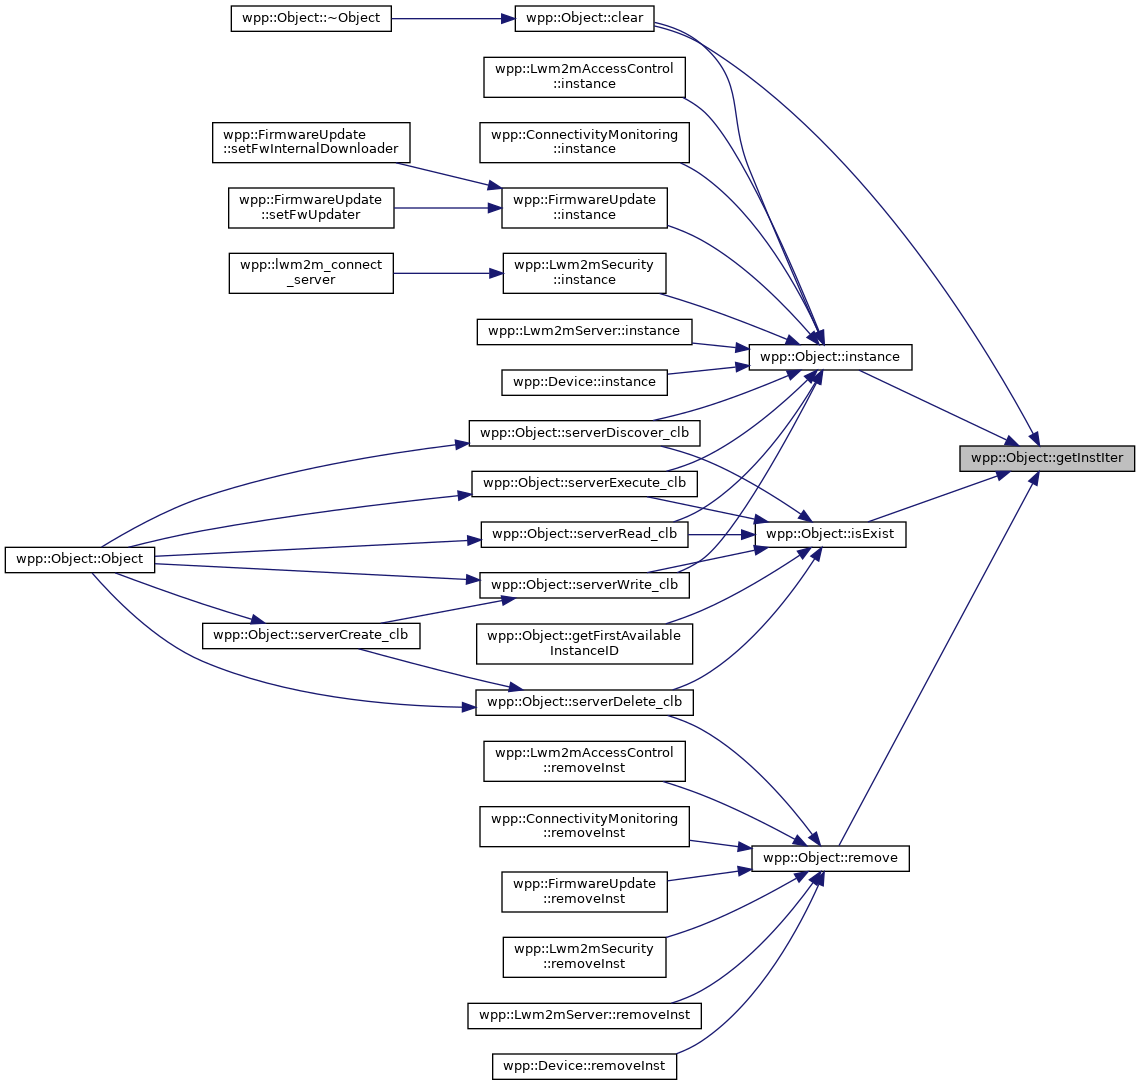 wpp::Object::~Object
wpp::Object::clear
wpp::Lwm2mAccessControl
::instance
wpp::ConnectivityMonitoring
::instance
wpp::FirmwareUpdate
::setFwInternalDownloader
wpp::FirmwareUpdate
::setFwUpdater
wpp::FirmwareUpdate
::instance
wpp::lwm2m_connect
_server
wpp::Lwm2mSecurity
::instance
wpp::Lwm2mServer::instance
wpp::Object::instance
wpp::Device::instance
wpp::Object::serverDiscover_clb
wpp::Object::getInstIter
wpp::Object::serverExecute_clb
wpp::Object::serverRead_clb
wpp::Object::isExist
wpp::Object::Object
wpp::Object::serverWrite_clb
wpp::Object::serverCreate_clb
wpp::Object::getFirstAvailable
InstanceID
wpp::Object::serverDelete_clb
wpp::Lwm2mAccessControl
::removeInst
wpp::ConnectivityMonitoring
::removeInst
wpp::Object::remove
wpp::FirmwareUpdate
::removeInst
wpp::Lwm2mSecurity
::removeInst
wpp::Lwm2mServer::removeInst
wpp::Device::removeInst